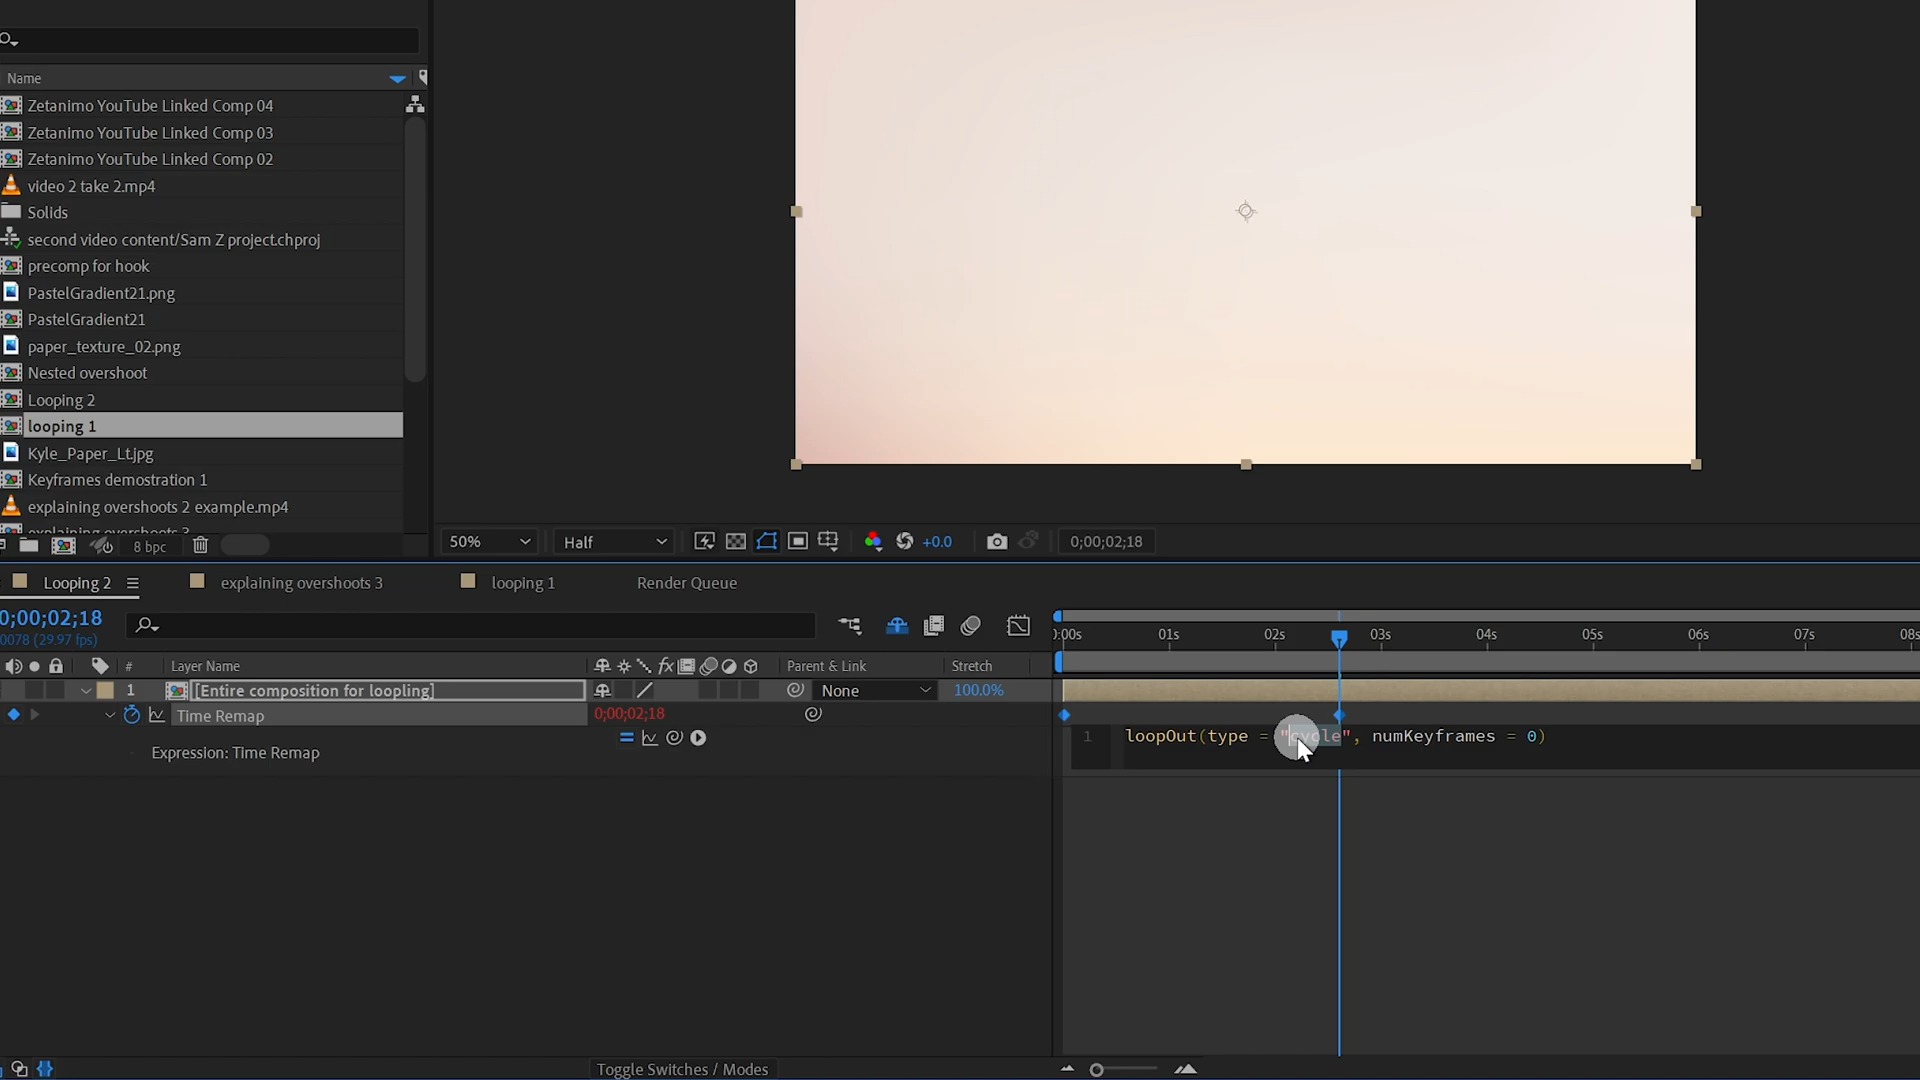 Name
Zetanimo YouTube Linked Comp 04
Zetanimo YouTube Linked Comp 03
Zetanimo YouTube Linked Comp 02
video 2 take 2.mp4
Solids
second video content/Sam Z project.chproj
precomp for hook
PastelGradient21.png
PastelGradient21
paper_texture_02.png
Nested overshoot
Looping 2
looping 1
Kyle_Paper_Lt.jpg
Keyframes demostration 1
explaining overshoots 2 example.mp4
explaining overshoots 3
8 bpc
50% Half +0.0 0;00;02;18
Looping 2 explaining overshoots 3 looping 1 Render Queue
0;00;02;18
0078 (29.97 fps)
:00s 01s 02s 03s 04s 05s 06s 07s 08s
# Layer Name fx Parent & Link Stretch
1 [Entire composition for loopling] None 100.0%
Time Remap 0;00;02;18
1 loopOut(type = "cycle", numKeyframes = 0)
Expression: Time Remap
Toggle Switches / Modes